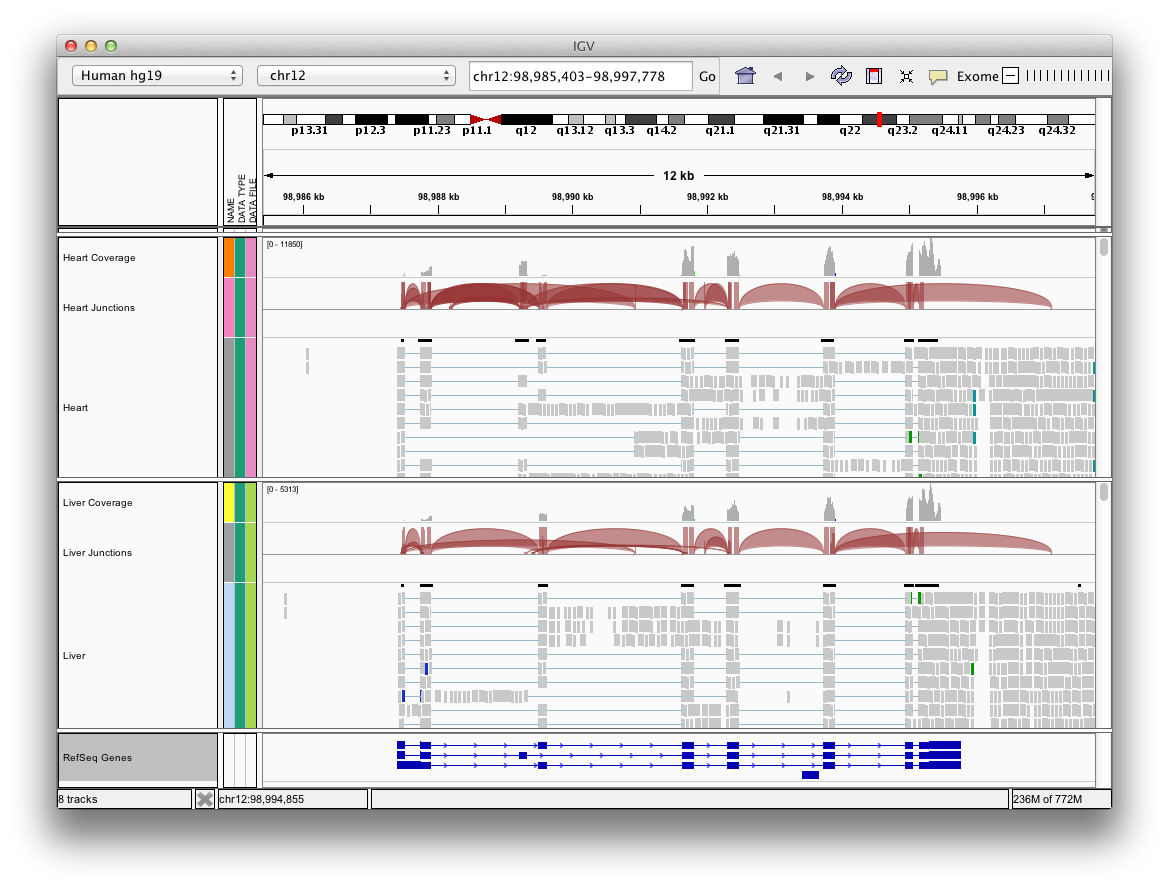 IGV
Human hg19 chr12 chr12:98,985,403-98,997,778 Go Exome
NAME
DATA TYPE
DATA FILE
p13.31 p12.3 p11.23 p11.1 q12 q13.12 q13.3 q14.2 q21.1 q21.31 q22 q23.2 q24.11 q24.23 q24.32
12 kb
98,986 kb 98,988 kb 98,990 kb 98,992 kb 98,994 kb 98,996 kb 9
[0 - 11850]
Heart Coverage
Heart Junctions
Heart
[0 - 5313]
Liver Coverage
Liver Junctions
Liver
RefSeq Genes
8 tracks chr12:98,994,855 236M of 772M